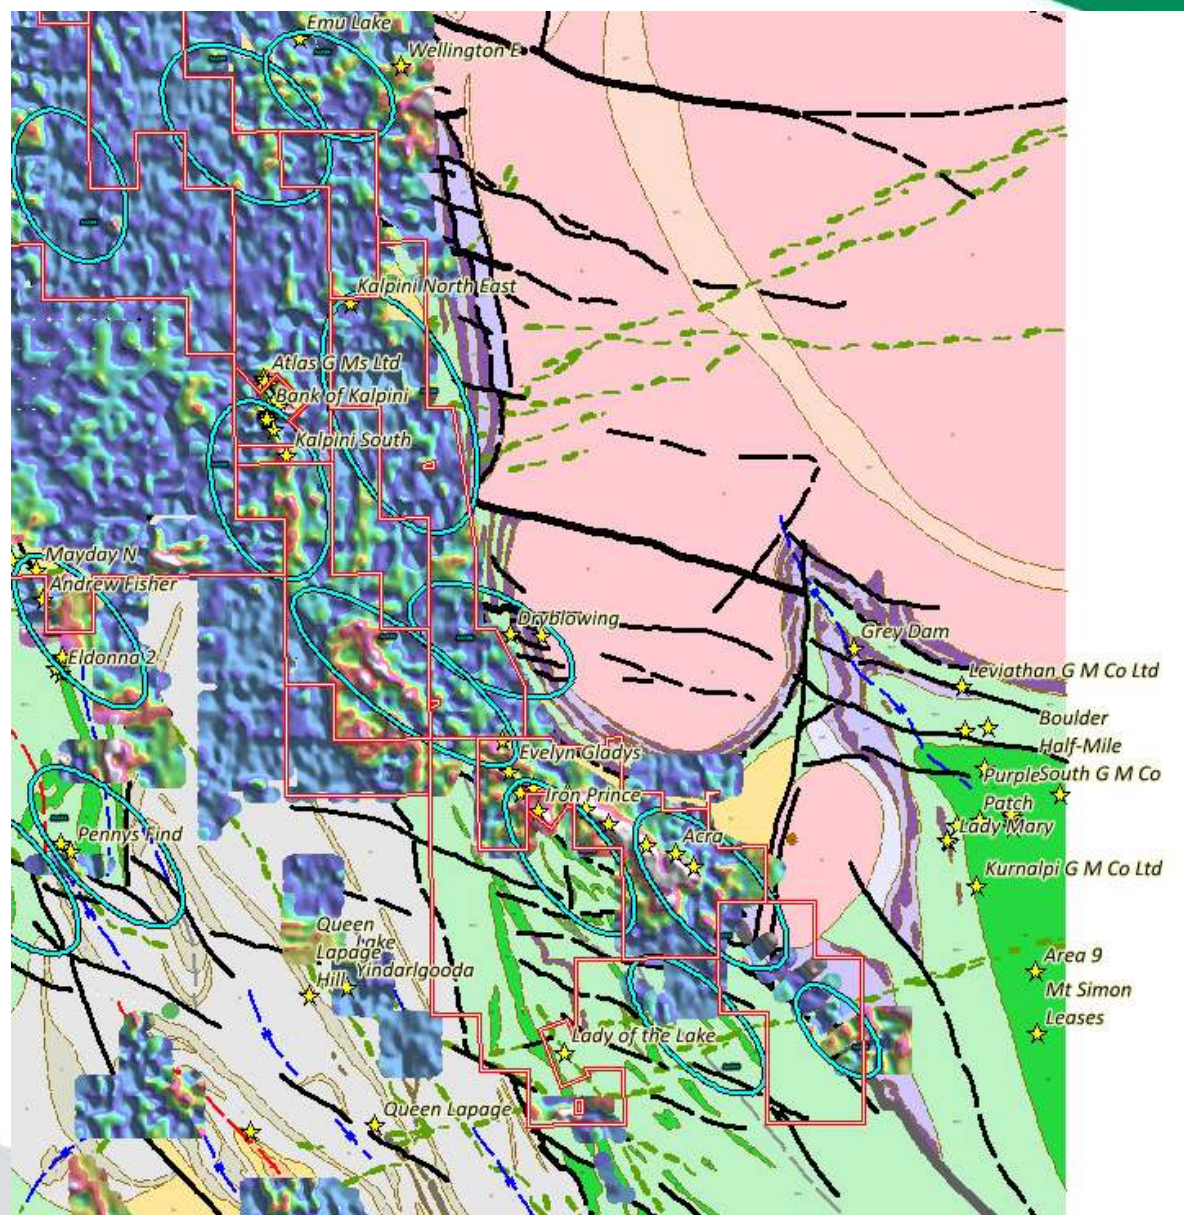 Emu Lake
Wellington E
Kalpini North East
Atlas G Ms Ltd
Bank of Kalpini
Kalpini South
Mayday N
Andrew Fisher
Dryblowing
Grey Dam
Eldonna 2
Leviathan G M Co Ltd
Boulder
Half-Mile
Evelyn Gladys
Purple
South G M Co
Iron Prince
Patch
Pennys Find
Acra
Lady Mary
Kurnalpi G M Co Ltd
Queen
Lapage
Hill
Lake
Yindarlgooda
Area 9
Mt Simon
Leases
Lady of the Lake
Queen Lapage